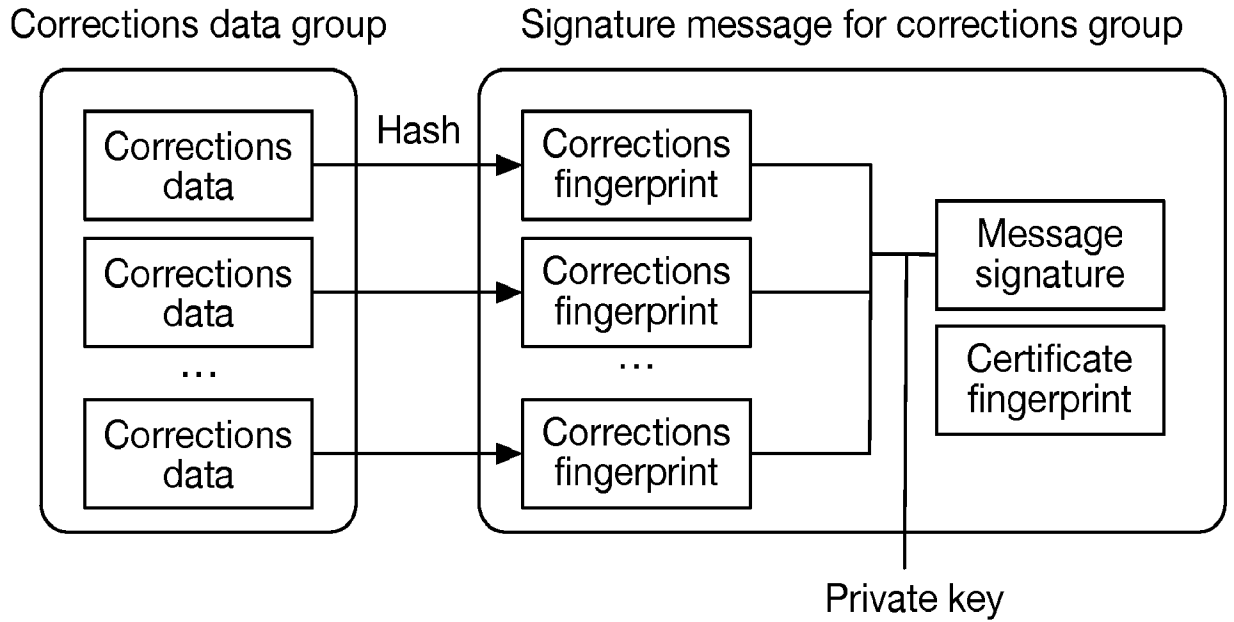 Corrections data group
Signature message for corrections group
Hash
Corrections
data
Corrections
data
...
Corrections
data
Corrections
fingerprint
Corrections
fingerprint
...
Corrections
fingerprint
Message
signature
Certificate
fingerprint
Private key